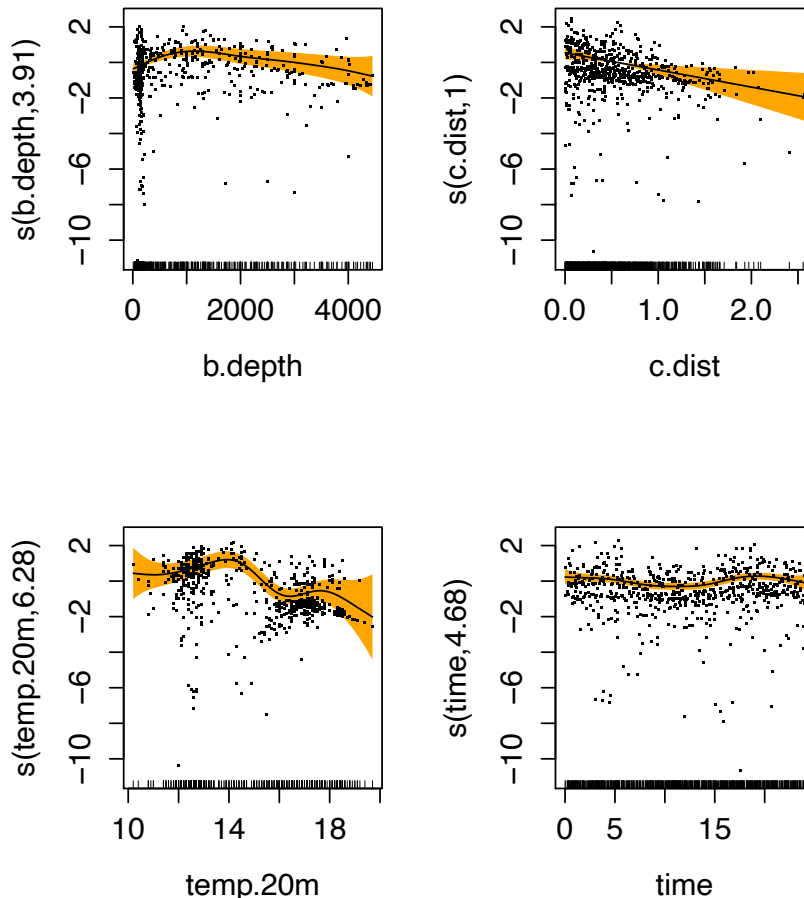 s(b.depth,3.91)
2
−2
−6
−10
0 2000 4000
b.depth
s(c.dist,1)
2
−2
−6
−10
0.0 1.0 2.0
c.dist
s(temp.20m,6.28)
2
−2
−6
−10
10 14 18
temp.20m
s(time,4.68)
2
−2
−6
−10
0 5 15
time